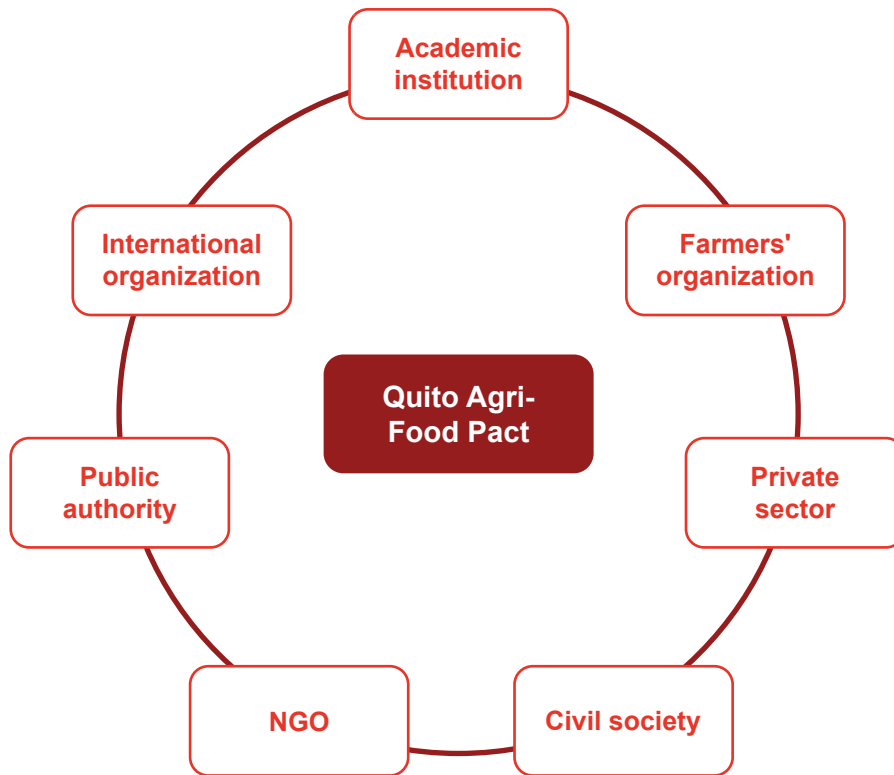 Academic
institution
International
organization
Farmers'
organization
Quito Agri-
Food Pact
Public
authority
Private
sector
NGO
Civil society